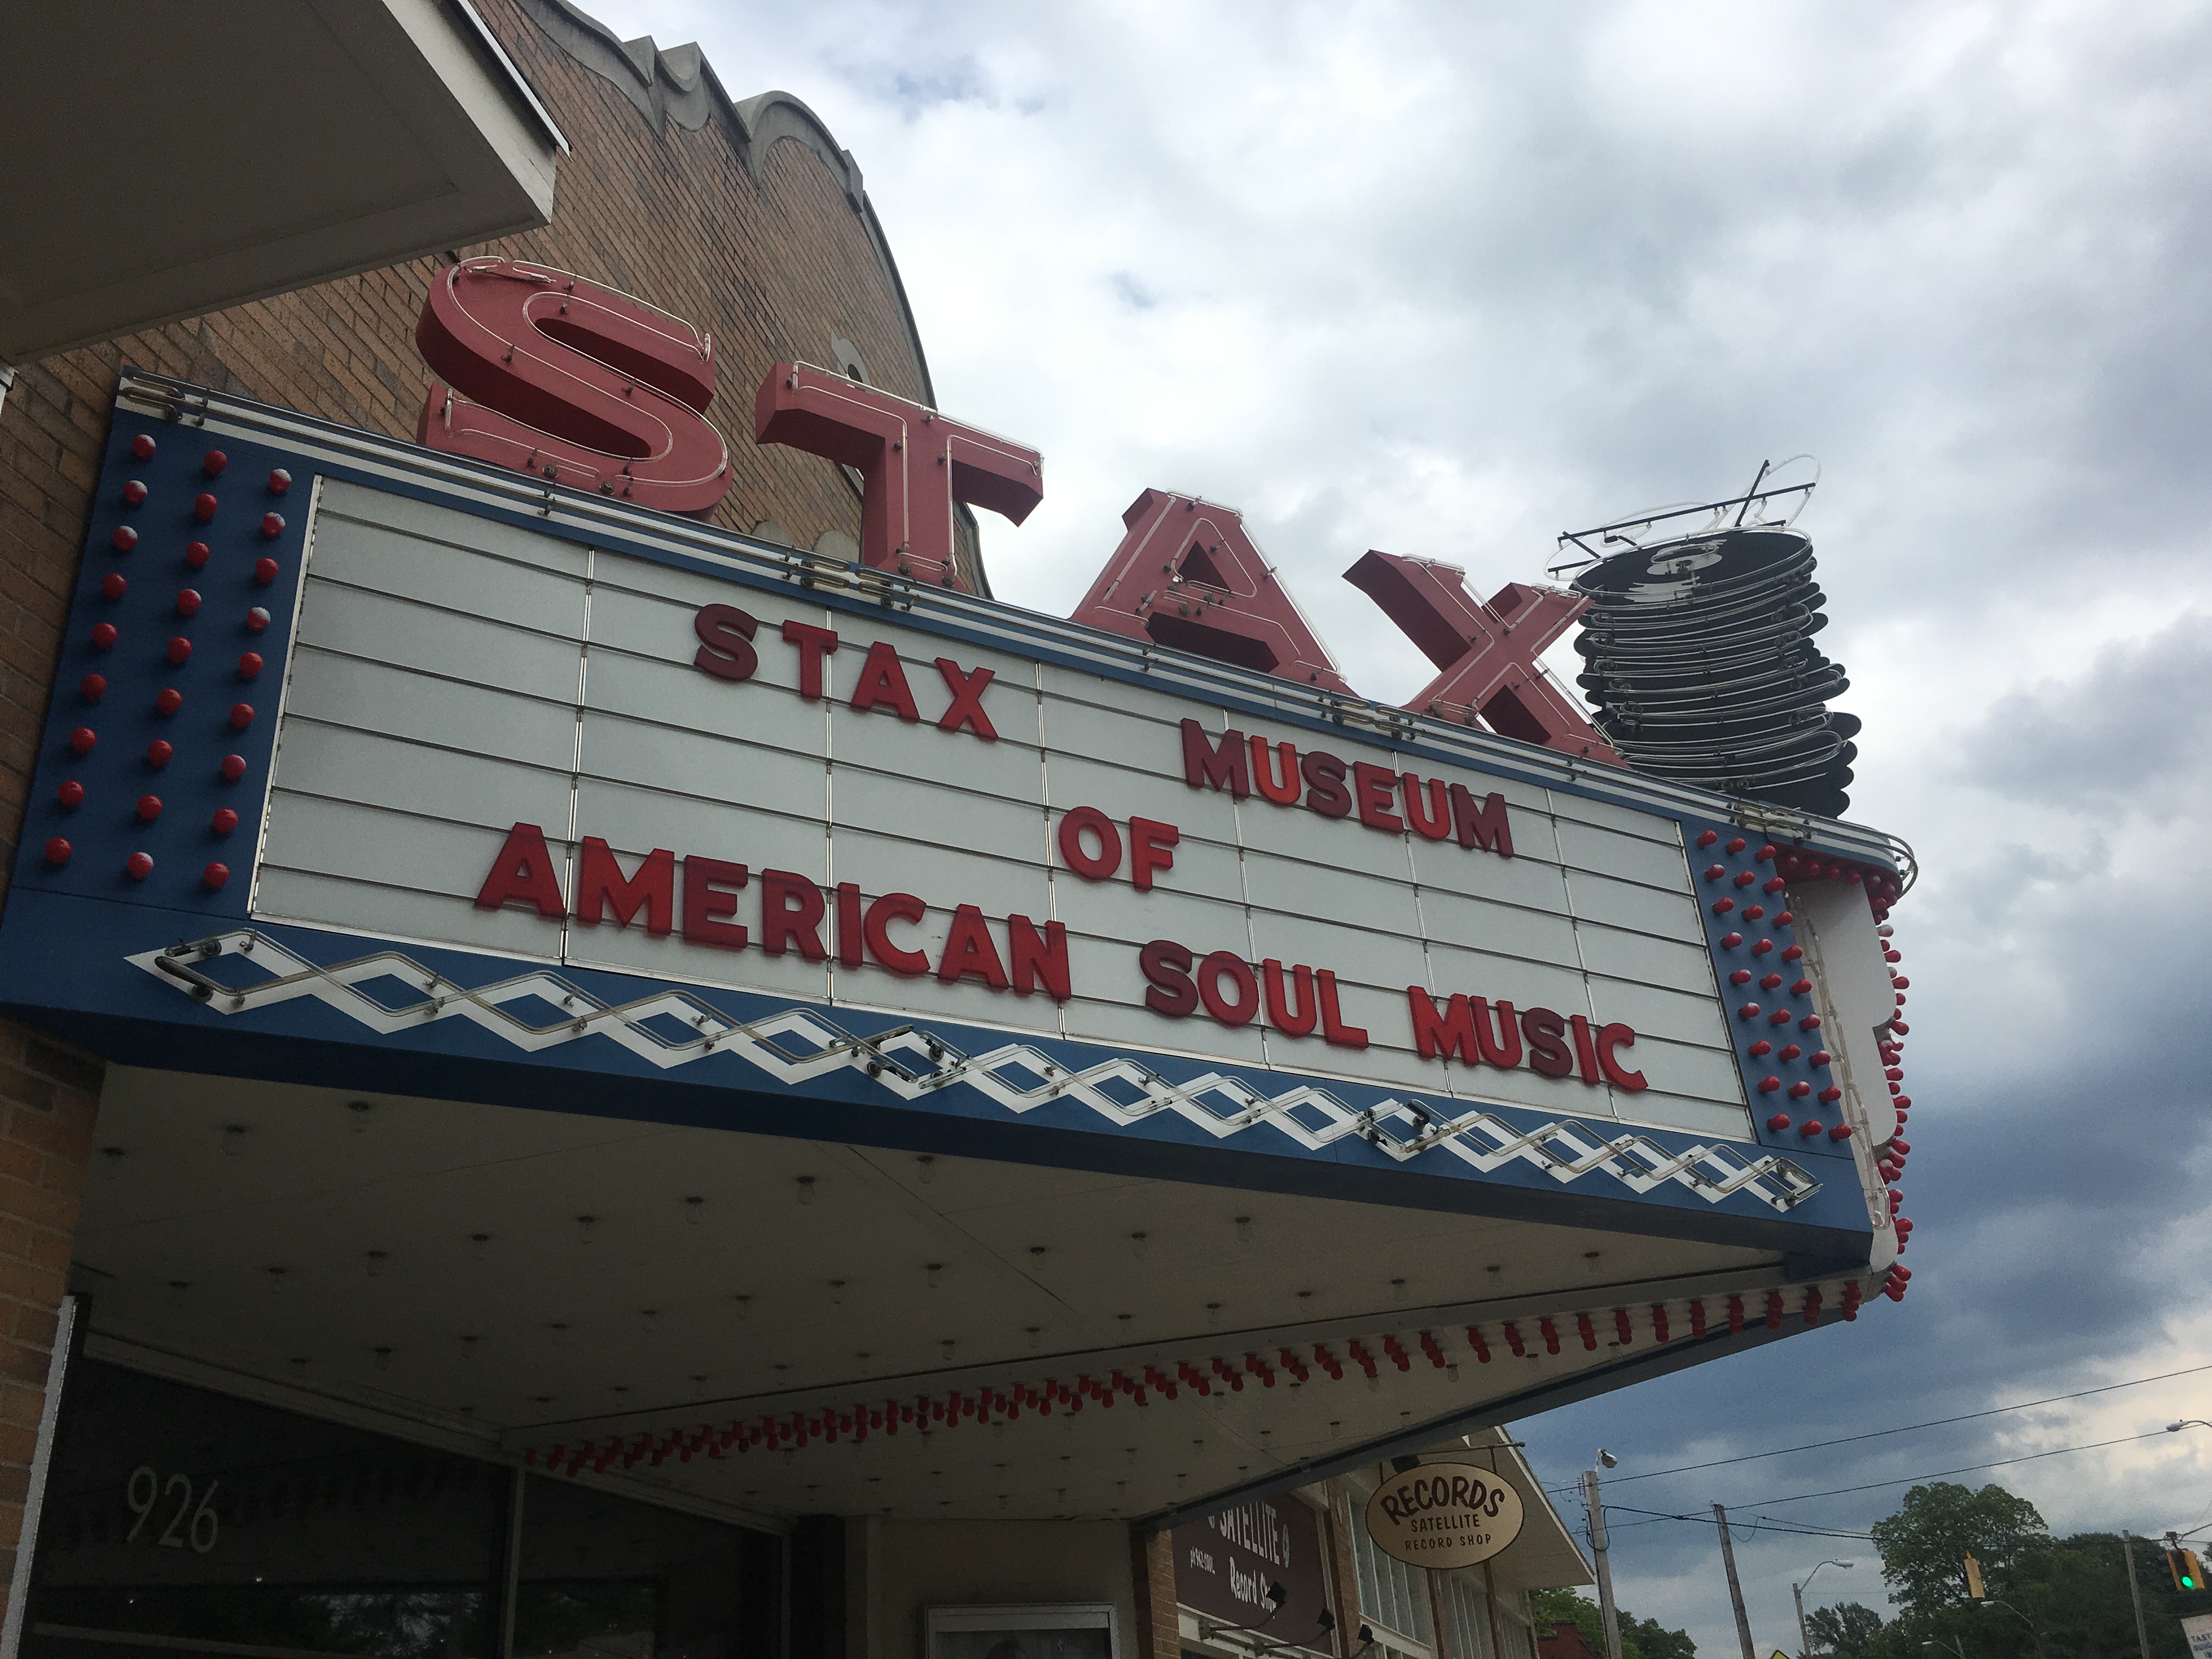 STAX
STAX MUSEUM
OF
AMERICAN SOUL MUSIC
926
SATELLITE
Record Shop
RECORDS
SATELLITE
RECORD SHOP